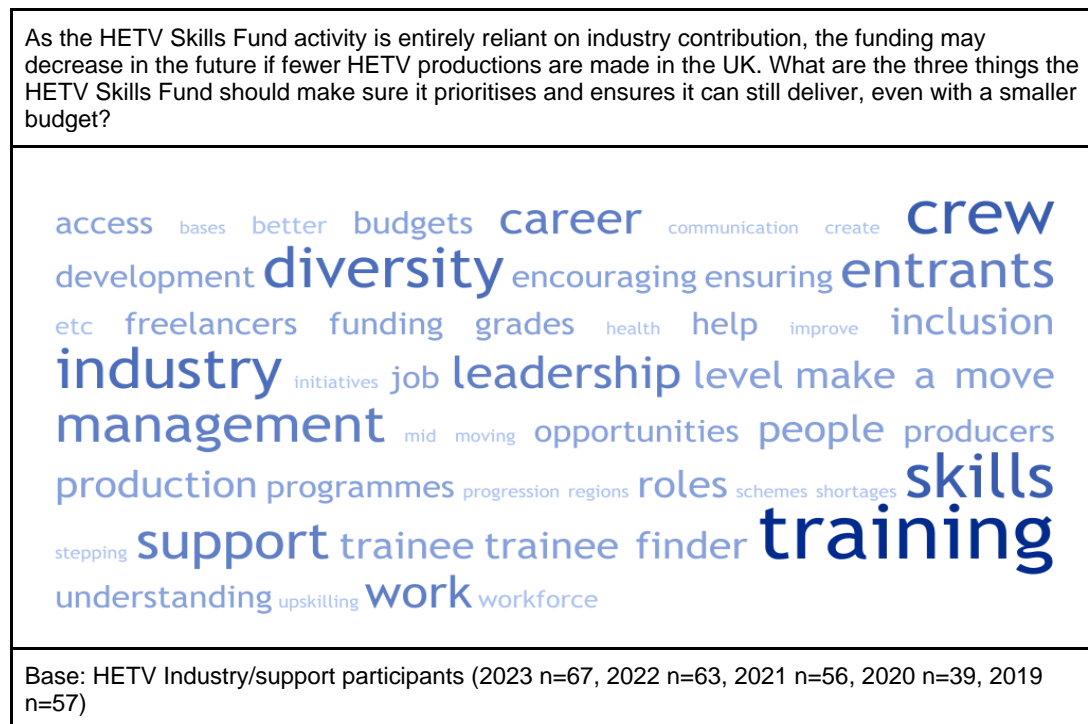 As the HETV Skills Fund activity is entirely reliant on industry contribution, the funding may
decrease in the future if fewer HETV productions are made in the UK. What are the three things the
HETV Skills Fund should make sure it prioritises and ensures it can still deliver, even with a smaller
budget?
access bases better budgets career communication create crew
development diversity encouraging ensuring entrants
etc freelancers funding grades health help improve inclusion
industry initiatives job leadership level make a move
management mid moving opportunities people producers
production programmes progression regions roles schemes shortages skills
stepping support trainee trainee finder training
understanding upskilling work workforce
Base: HETV Industry/support participants (2023 n=67, 2022 n=63, 2021 n=56, 2020 n=39, 2019
n=57)